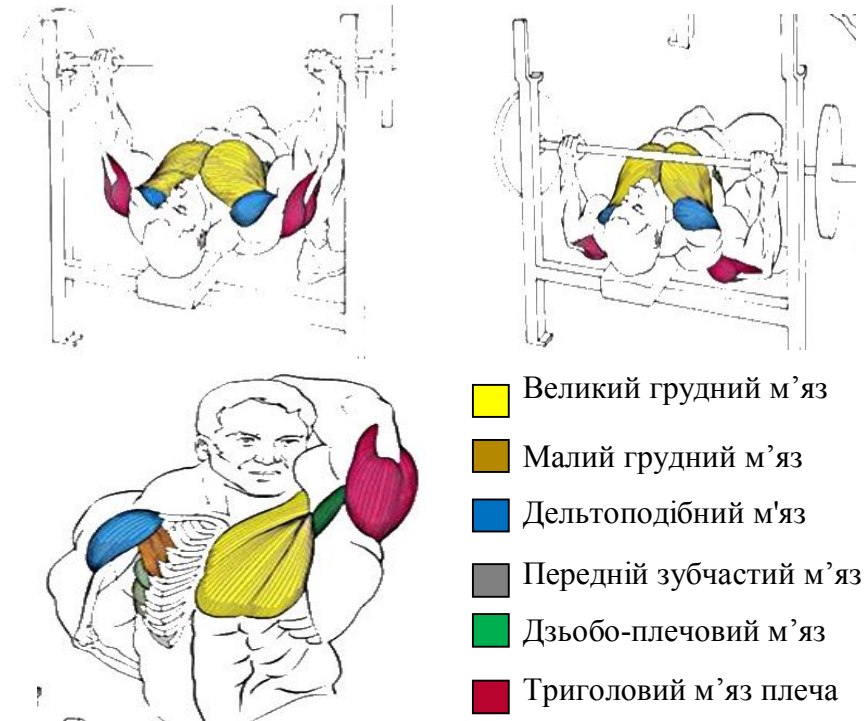 Великий грудний м’яз
Малий грудний м’яз
Дельтоподібний м'яз
Передній зубчастий м’яз
Дзьобо-плечовий м’яз
Триголовий м’яз плеча